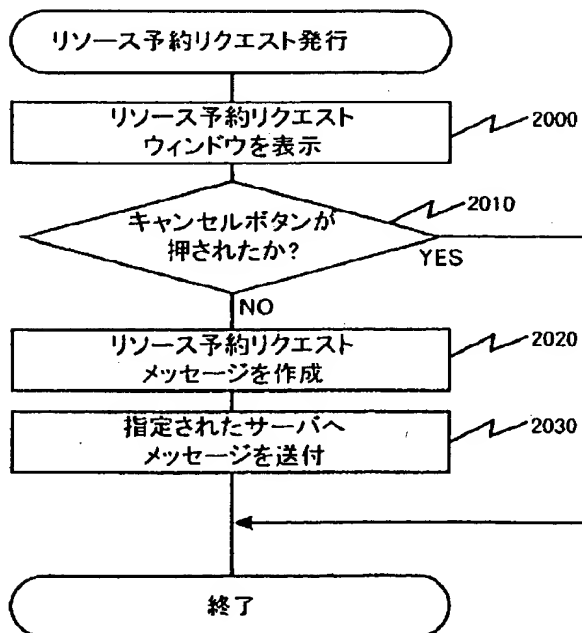 リソース予約リクエスト発行
リソース予約リクエスト
ウィンドウを表示
2000
キャンセルボタンが
押されたか?
2010
YES
NO
リソース予約リクエスト
メッセージを作成
2020
指定されたサーバへ
メッセージを送付
2030
終了